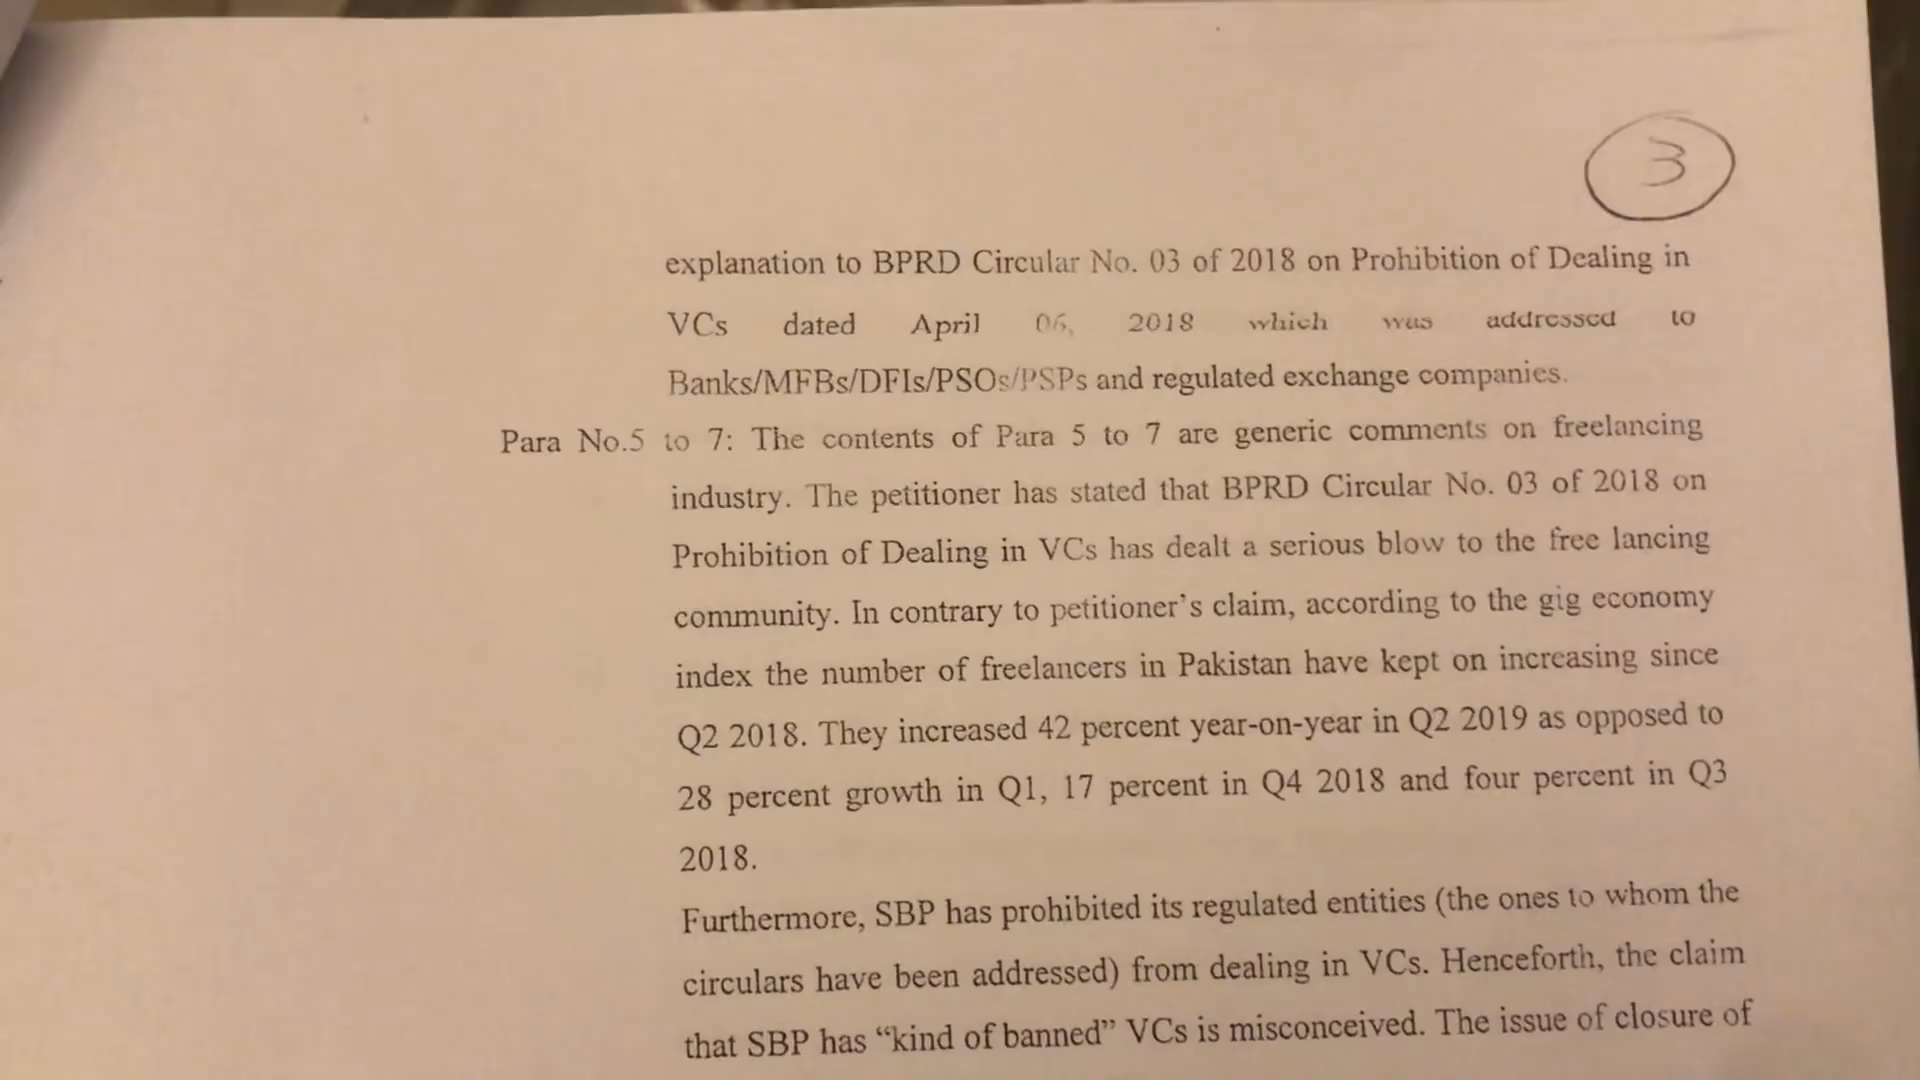 3
explanation to BPRD Circular No. 03 of 2018 on Prohibition of Dealing in
VCs dated April 06, 2018 which was addressed to
Banks/MFBs/DFIs/PSOs/PSPs and regulated exchange companies.
Para No.5 to 7: The contents of Para 5 to 7 are generic comments on freelancing
industry. The petitioner has stated that BPRD Circular No. 03 of 2018 on
Prohibition of Dealing in VCs has dealt a serious blow to the free lancing
community. In contrary to petitioner's claim, according to the gig economy
index the number of freelancers in Pakistan have kept on increasing since
Q2 2018. They increased 42 percent year-on-year in Q2 2019 as opposed to
28 percent growth in Q1, 17 percent in Q4 2018 and four percent in Q3
2018.
Furthermore, SBP has prohibited its regulated entities (the ones to whom the
circulars have been addressed) from dealing in VCs. Henceforth, the claim
that SBP has “kind of banned” VCs is misconceived. The issue of closure of